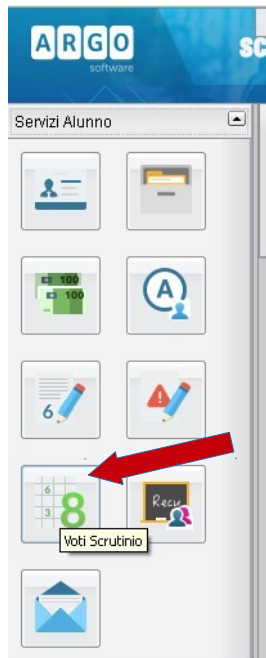 ARGO
software
SC
Servizi Alunno
100
100
A
6
6
3
8
Recu
Voti Scrutinio